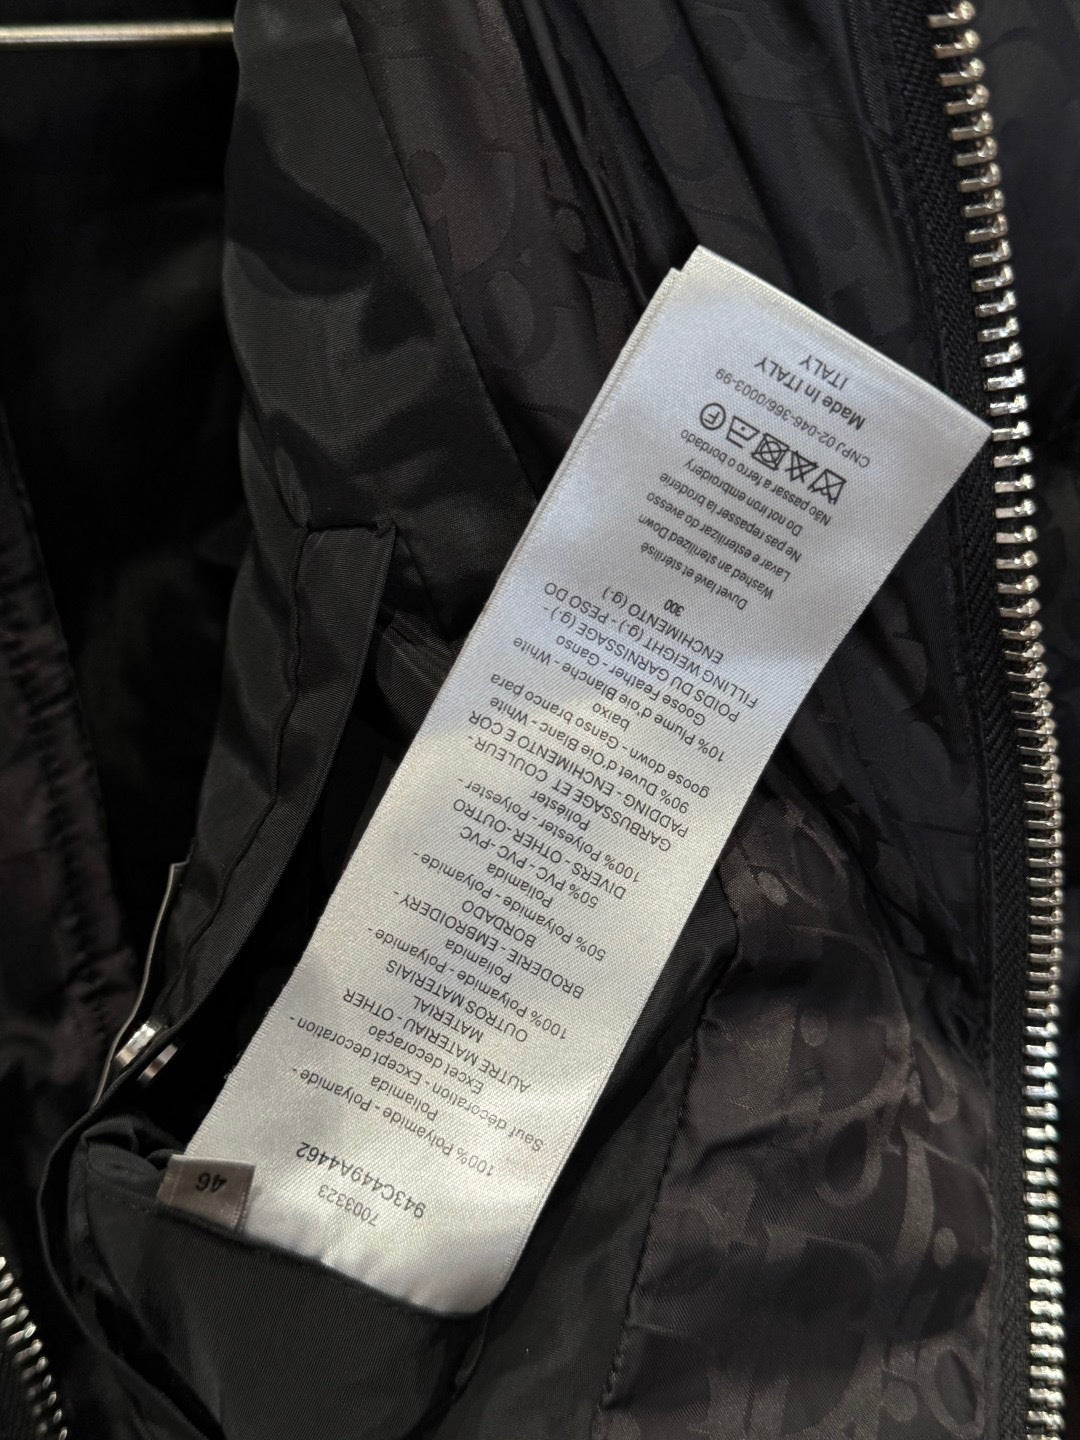 7003323
943C449A4462
46
100% Polyamide - Polyamide -
Poliamida
Sauf décoration - Except decoration -
Excet decoração
AUTRE MATERIAU - OTHER
MATERIAL
OUTROS MATERIAIS
100% Polyamide - Polyamide -
Poliamida
BRODERIE - EMBROIDERY
BORDADO
50% Polyamide - Polyamide -
Poliamida
50% PVC - PVC -PVC
DIVERS - OTHER- OUTRO
100% Polyester - Polyester -
Poliéster
GARBUSSAGE ET COULEUR -
PADDING - ENCHIMENTO E COR
90% Duvet d'Oie Blanc - White
goose down - Ganso branco para
baixo
10% Plume d'oie Blanche - White
Goose Feather - Ganso
POIDS DU GARNISSAGE (g.) -
FILLING WEIGHT (g.) - PESO DO
ENCHIMENTO (g.)
300
Duvet lavé et stérilisé
Washed an sterilized Down
Lavar e esterilizar do avesso
Ne pas repasser la broderie
Do not iron embroidery
Não passar a ferro o bordado
F
CNPJ 02-046-366/0003-99
Made In ITALY
ITALY